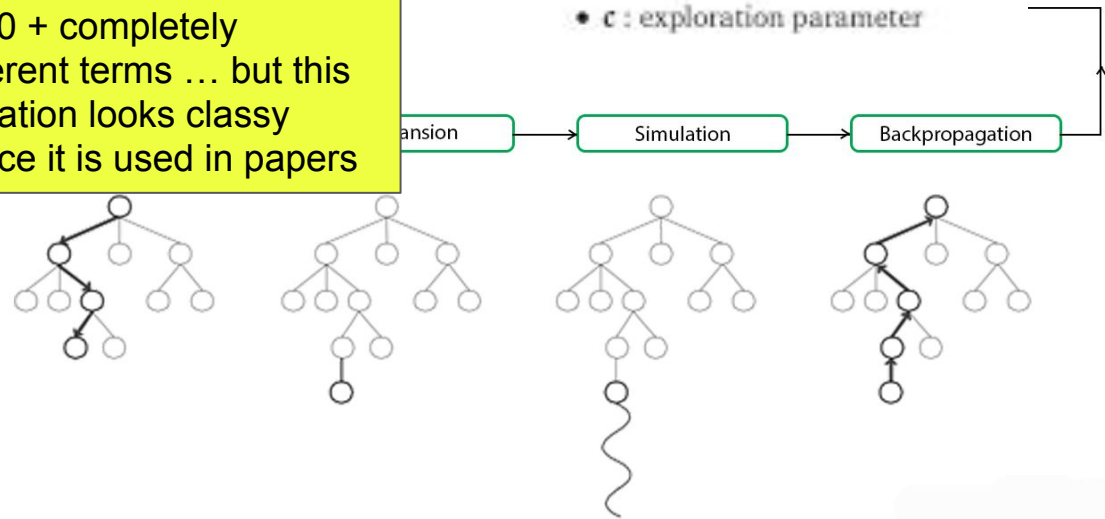 0 + completely
erent terms … but this
ation looks classy
ce it is used in papers
• c : exploration parameter
ansion
Simulation
Backpropagation